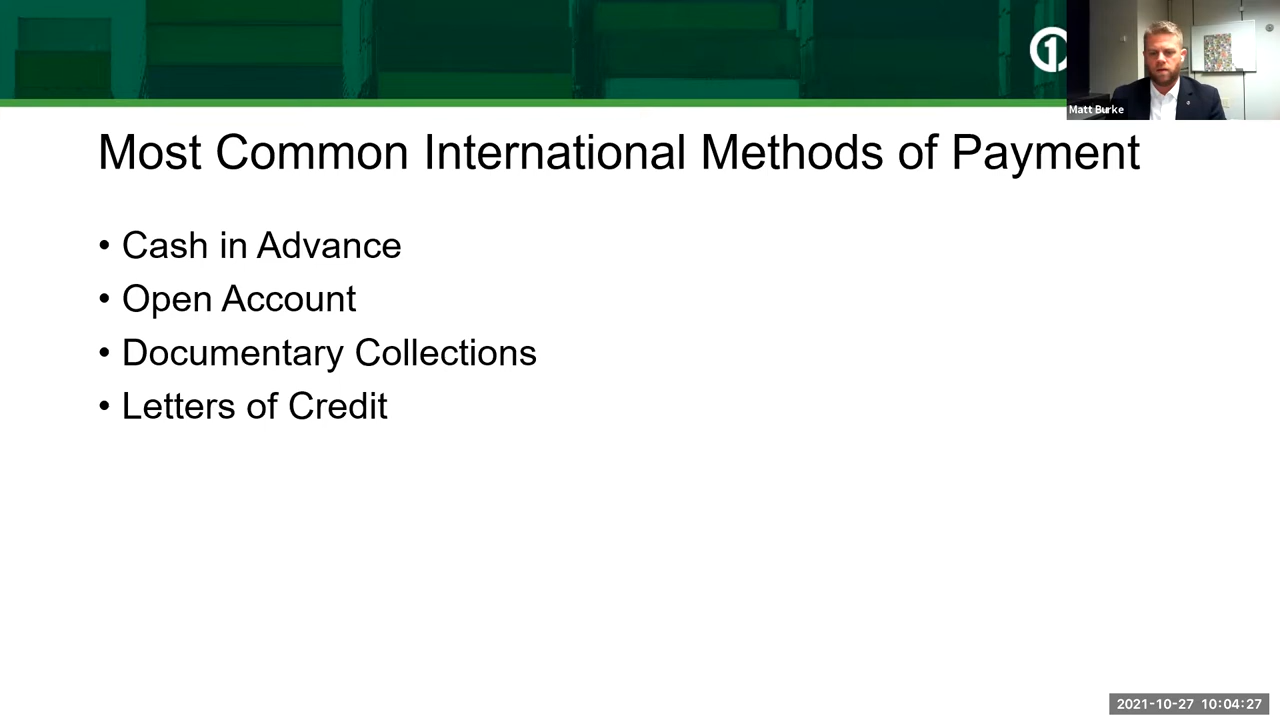 1
Matt Burke
Most Common International Methods of Payment
• Cash in Advance
• Open Account
• Documentary Collections
• Letters of Credit
2021-10-27 10:04:27